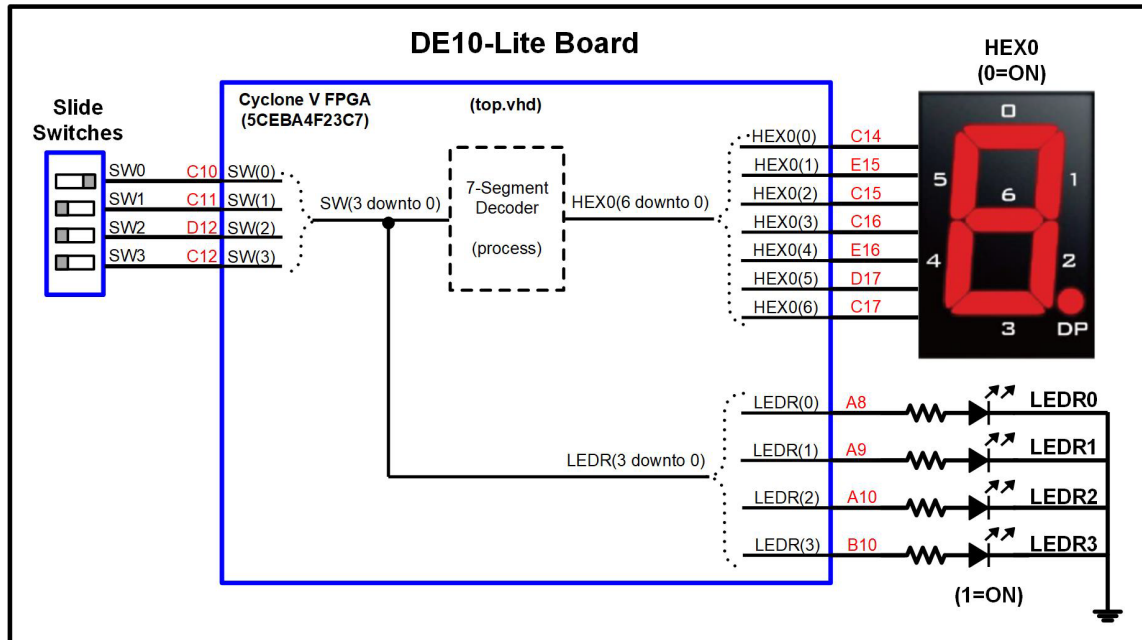 DE10-Lite Board
HEX0
(0=ON)
Slide
Switches
Cyclone V FPGA
(5CEBA4F23C7)
(top.vhd)
SW0 C10 SW(0)
SW1 C11 SW(1)
SW2 D12 SW(2)
SW3 C12 SW(3)
SW(3 downto 0)
7-Segment
Decoder
(process)
HEX0(6 downto 0)
HEX0(0) C14
HEX0(1) E15
HEX0(2) C15
HEX0(3) C16
HEX0(4) E16
HEX0(5) D17
HEX0(6) C17
0
5 1
6
4 2
3 DP
LEDR(3 downto 0)
LEDR(0) A8 LEDR0
LEDR(1) A9 LEDR1
LEDR(2) A10 LEDR2
LEDR(3) B10 LEDR3
(1=ON)